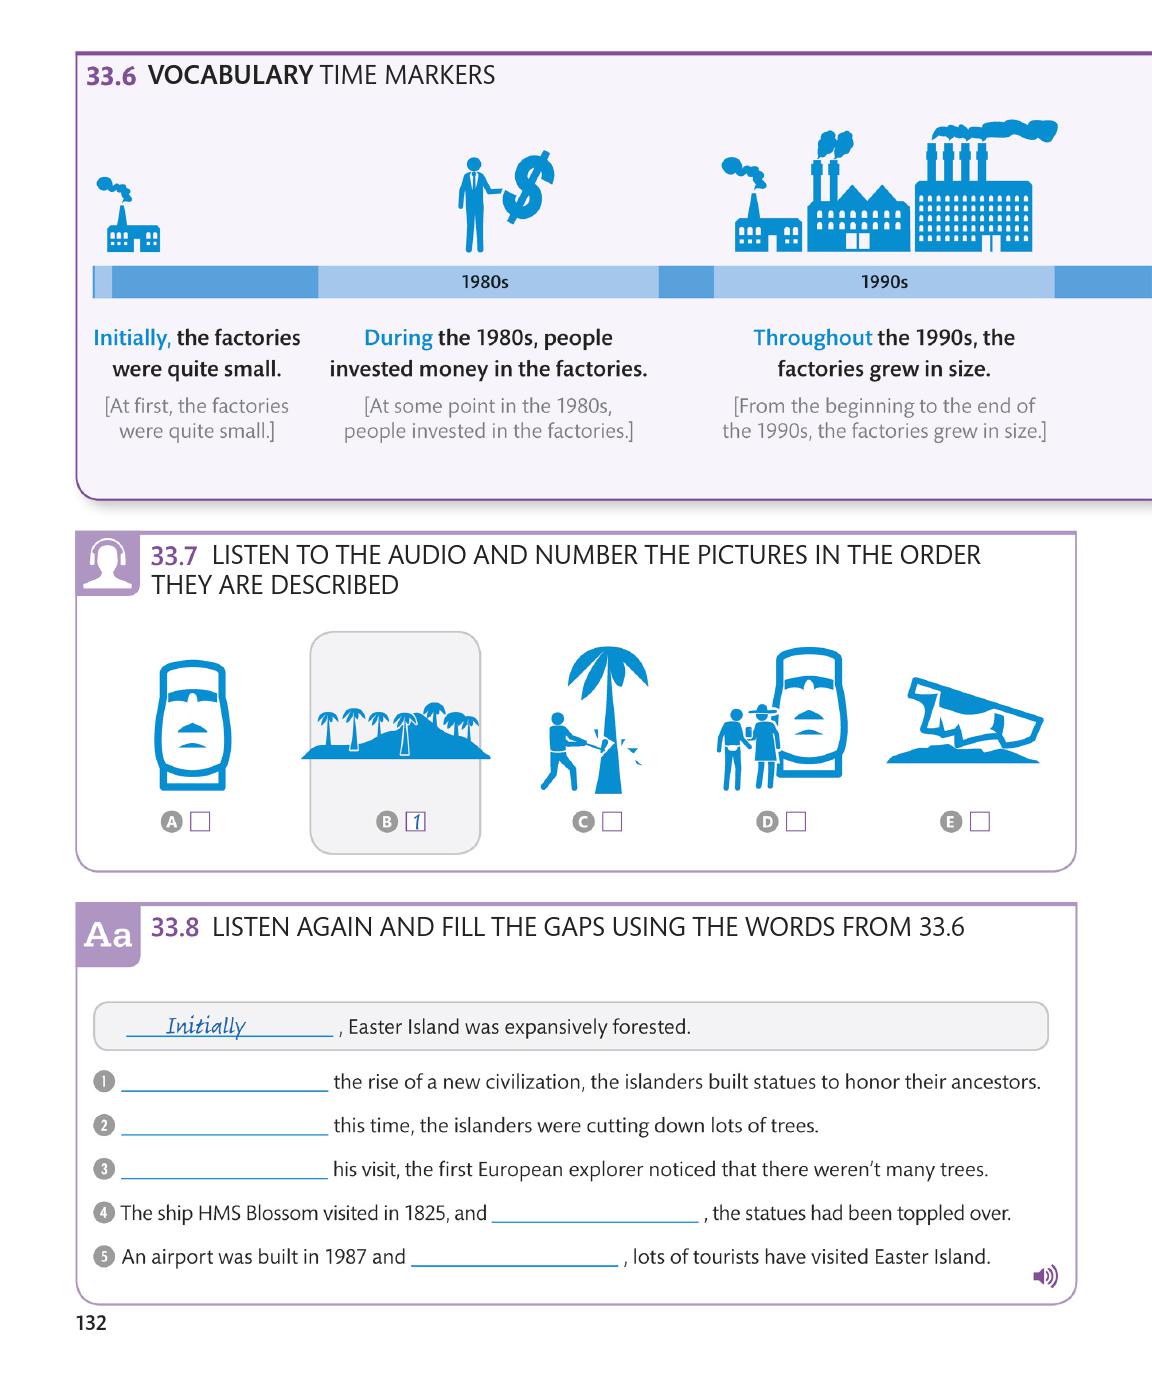 33.6 VOCABULARY TIME MARKERS
1980s
1990s
Initially, the factories
were quite small.
[At first, the factories
were quite small.]
During the 1980s, people
invested money in the factories.
[At some point in the 1980s,
people invested in the factories.]
Throughout the 1990s, the
factories grew in size.
[From the beginning to the end of
the 1990s, the factories grew in size.]
33.7 LISTEN TO THE AUDIO AND NUMBER THE PICTURES IN THE ORDER
THEY ARE DESCRIBED
A
B 1
C
D
E
Aa
33.8 LISTEN AGAIN AND FILL THE GAPS USING THE WORDS FROM 33.6
Initially , Easter Island was expansively forested.
1 the rise of a new civilization, the islanders built statues to honor their ancestors.
2 this time, the islanders were cutting down lots of trees.
3 his visit, the first European explorer noticed that there weren't many trees.
4 The ship HMS Blossom visited in 1825, and , the statues had been toppled over.
5 An airport was built in 1987 and , lots of tourists have visited Easter Island.
132